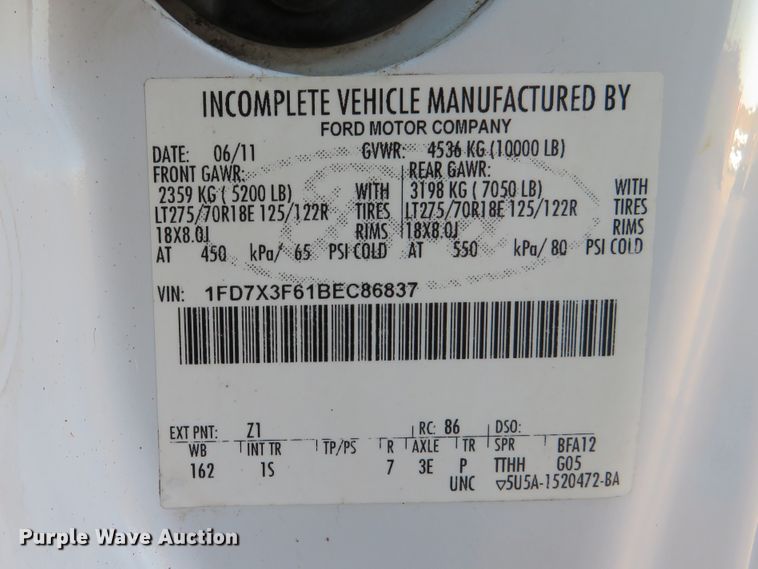 INCOMPLETE VEHICLE MANUFACTURED BY
FORD MOTOR COMPANY
DATE: 06/11 GVWR: 4536 KG (10000 LB)
FRONT GAWR: REAR GAWR:
2359 KG ( 5200 LB) WITH 3198 KG ( 7050 LB) WITH
LT275/70R18E 125/122R TIRES LT275/70R18E 125/122R TIRES
18X8.0J RIMS 18X8.0J RIMS
AT 450 kPa/ 65 PSI COLD AT 550 kPa/ 80 PSI COLD
VIN: 1FD7X3F61BEC86837
EXT PNT: Z1 RC: 86 DSO:
WB INT TR TP/PS R AXLE TR SPR BFA12
162 1S 7 3E P TTHH G05
UNC ▽5U5A-1520472-BA
Purple Wave Auction